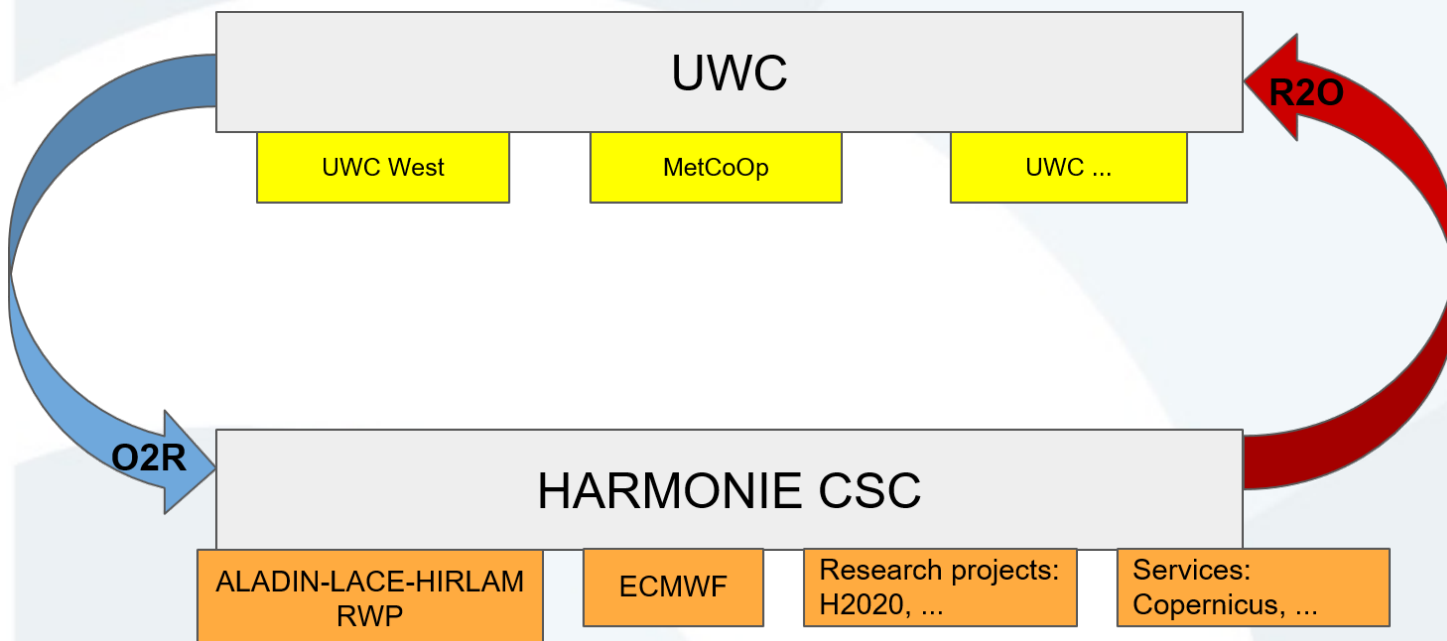 UWC
R2O
UWC West
MetCoOp
UWC ...
O2R
HARMONIE CSC
ALADIN-LACE-HIRLAM
RWP
ECMWF
Research projects:
H2020, ...
Services:
Copernicus, ...